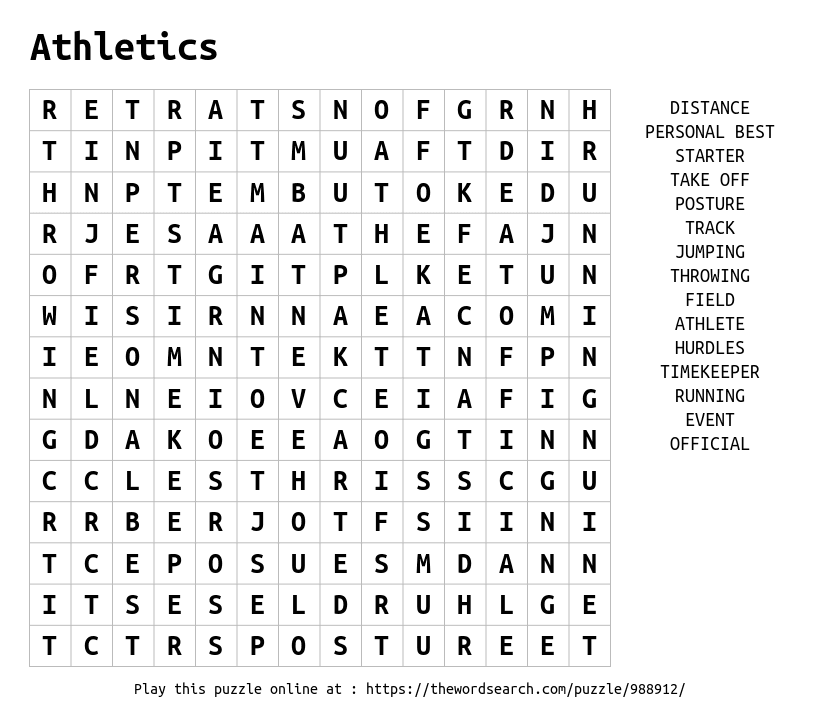 Athletics
R E T R A T S N O F G R N H
T I N P I T M U A F T D I R
H N P T E M B U T O K E D U
R J E S A A A T H E F A J N
O F R T G I T P L K E T U N
W I S I R N N A E A C O M I
I E O M N T E K T T N F P N
N L N E I O V C E I A F I G
G D A K O E E A O G T I N N
C C L E S T H R I S S C G U
R R B E R J O T F S I I N I
T C E P O S U E S M D A N N
I T S E S E L D R U H L G E
T C T R S P O S T U R E E T
DISTANCE
PERSONAL BEST
STARTER
TAKE OFF
POSTURE
TRACK
JUMPING
THROWING
FIELD
ATHLETE
HURDLES
TIMEKEEPER
RUNNING
EVENT
OFFICIAL
Play this puzzle online at : https://thewordsearch.com/puzzle/988912/